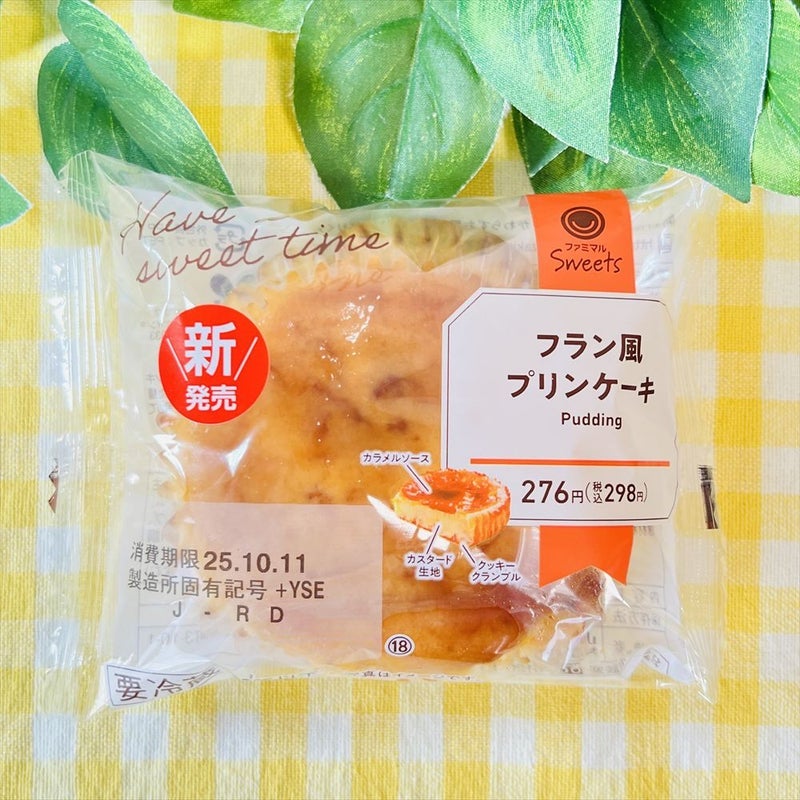 Have
sweet time
ファミマル
Sweets
新
発売
フラン風
プリンケーキ
Pudding
276円(税込298円)
カラメルソース
カスタード
生地
クッキー
クランブル
消費期限 25.10.11
製造所固有記号 +YSE
J - R D
⑱
要冷蔵